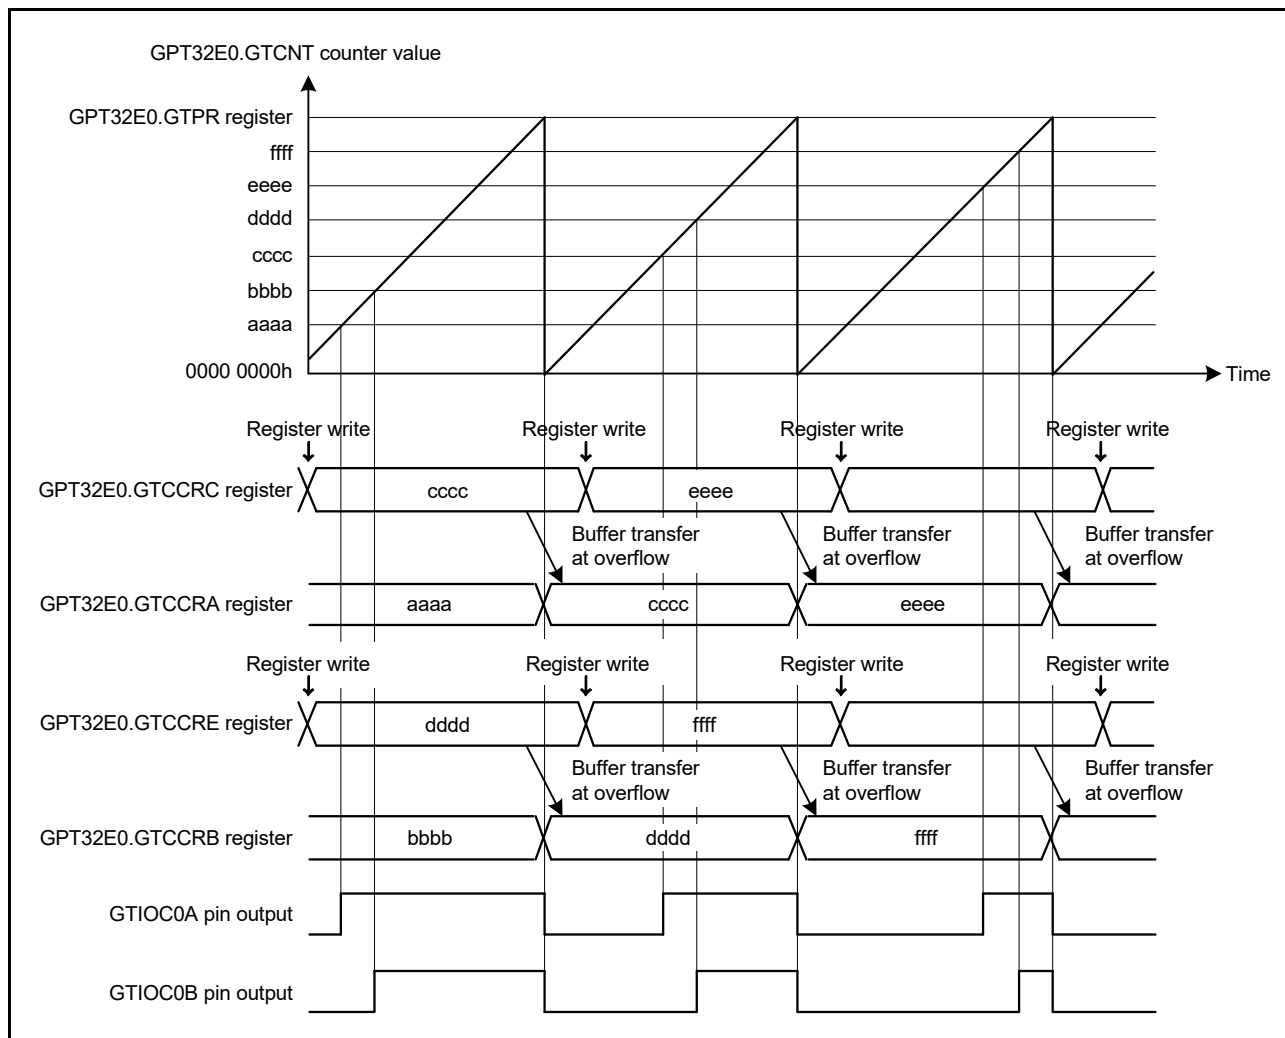 GPT32E0.GTCNT counter value
GPT32E0.GTPR register
ffff
eeee
dddd
cccc
bbbb
aaaa
0000 0000h
Time
Register write Register write Register write Register write
GPT32E0.GTCCRC register cccc eeee
Buffer transfer at overflow
Buffer transfer at overflow
Buffer transfer at overflow
GPT32E0.GTCCRA register aaaa cccc eeee
Register write Register write Register write Register write
GPT32E0.GTCCRE register dddd ffff
Buffer transfer at overflow
Buffer transfer at overflow
Buffer transfer at overflow
GPT32E0.GTCCRB register bbbb dddd ffff
GTIOC0A pin output
GTIOC0B pin output